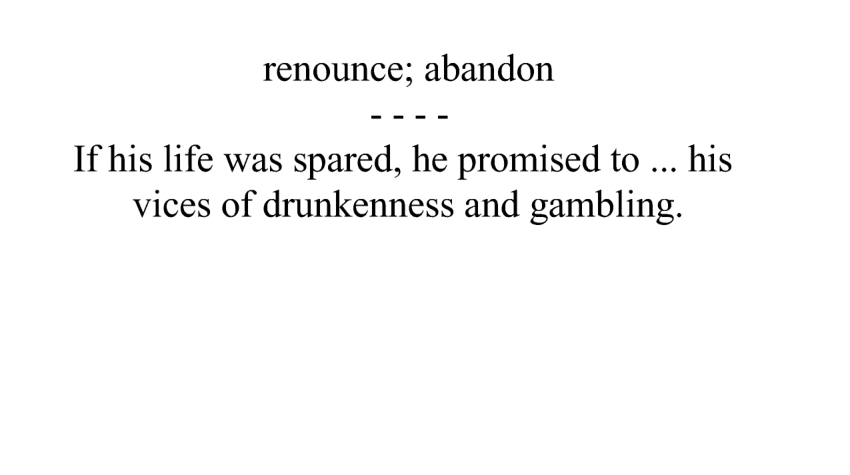 renounce; abandon
- - - -
If his life was spared, he promised to ... his
vices of drunkenness and gambling.